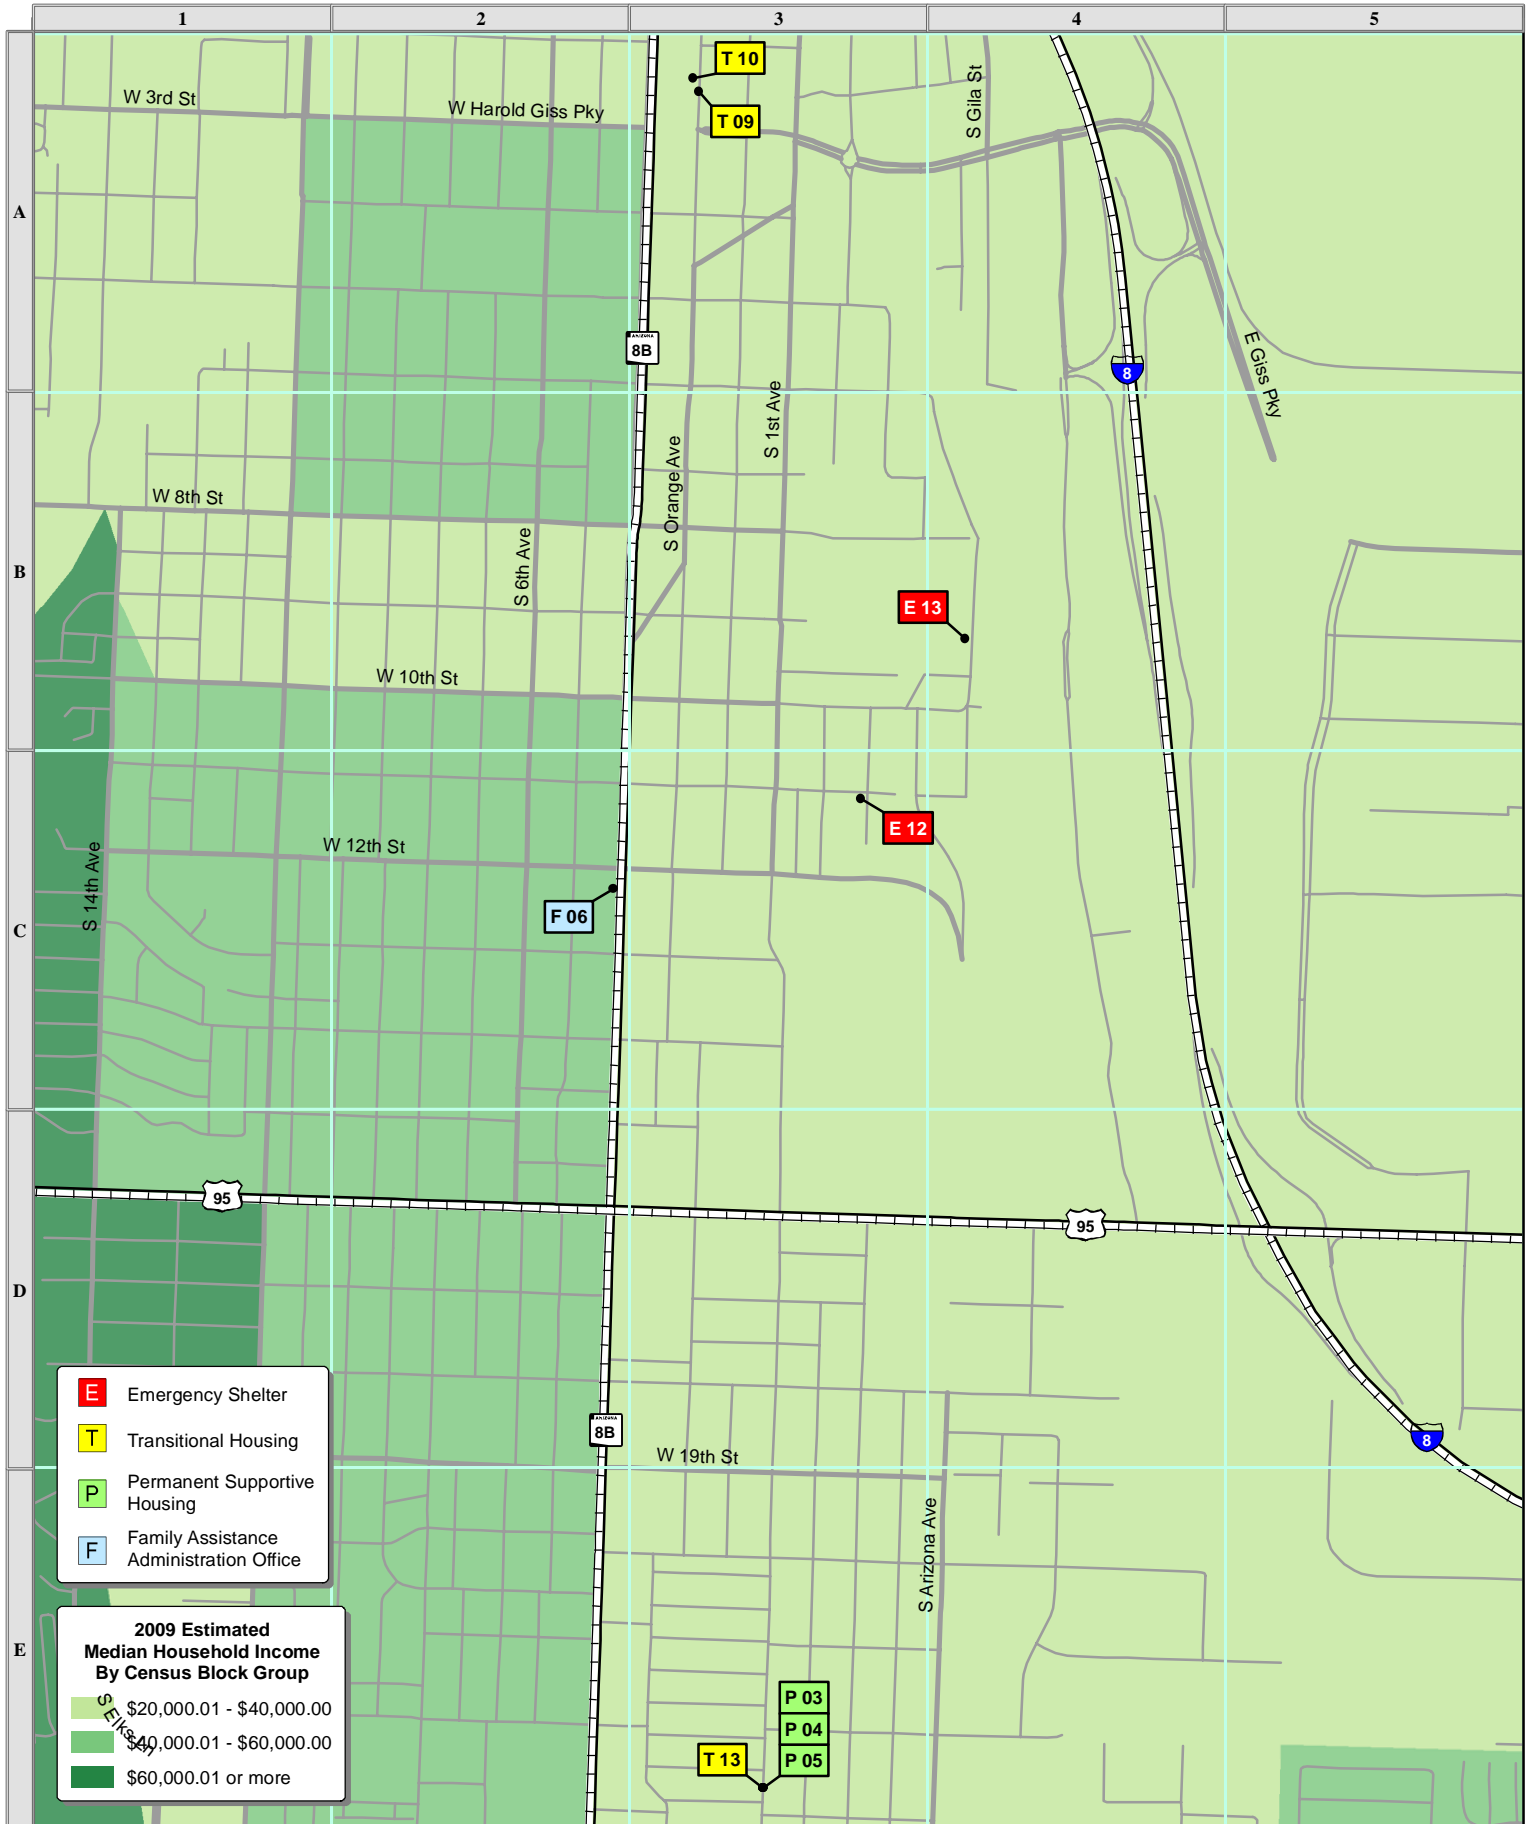 1 2 3 4 5
T 10
W 3rd St
W Harold Giss Pky
T 09
S Gila St
A
ARIZONA
8B
8
E Giss Pky
S 1st Ave
S Orange Ave
W 8th St
S 6th Ave
B
E 13
W 10th St
E 12
W 12th St
S 14th Ave
F 06
C
95
95
D
8
ARIZONA
8B
W 19th St
E Emergency Shelter
T Transitional Housing
P Permanent Supportive
Housing
F Family Assistance
Administration Office
S Arizona Ave
E
2009 Estimated
Median Household Income
By Census Block Group
$20,000.01 - $40,000.00
$40,000.01 - $60,000.00
$60,000.01 or more
S Elks Ln
P 03
P 04
P 05
T 13